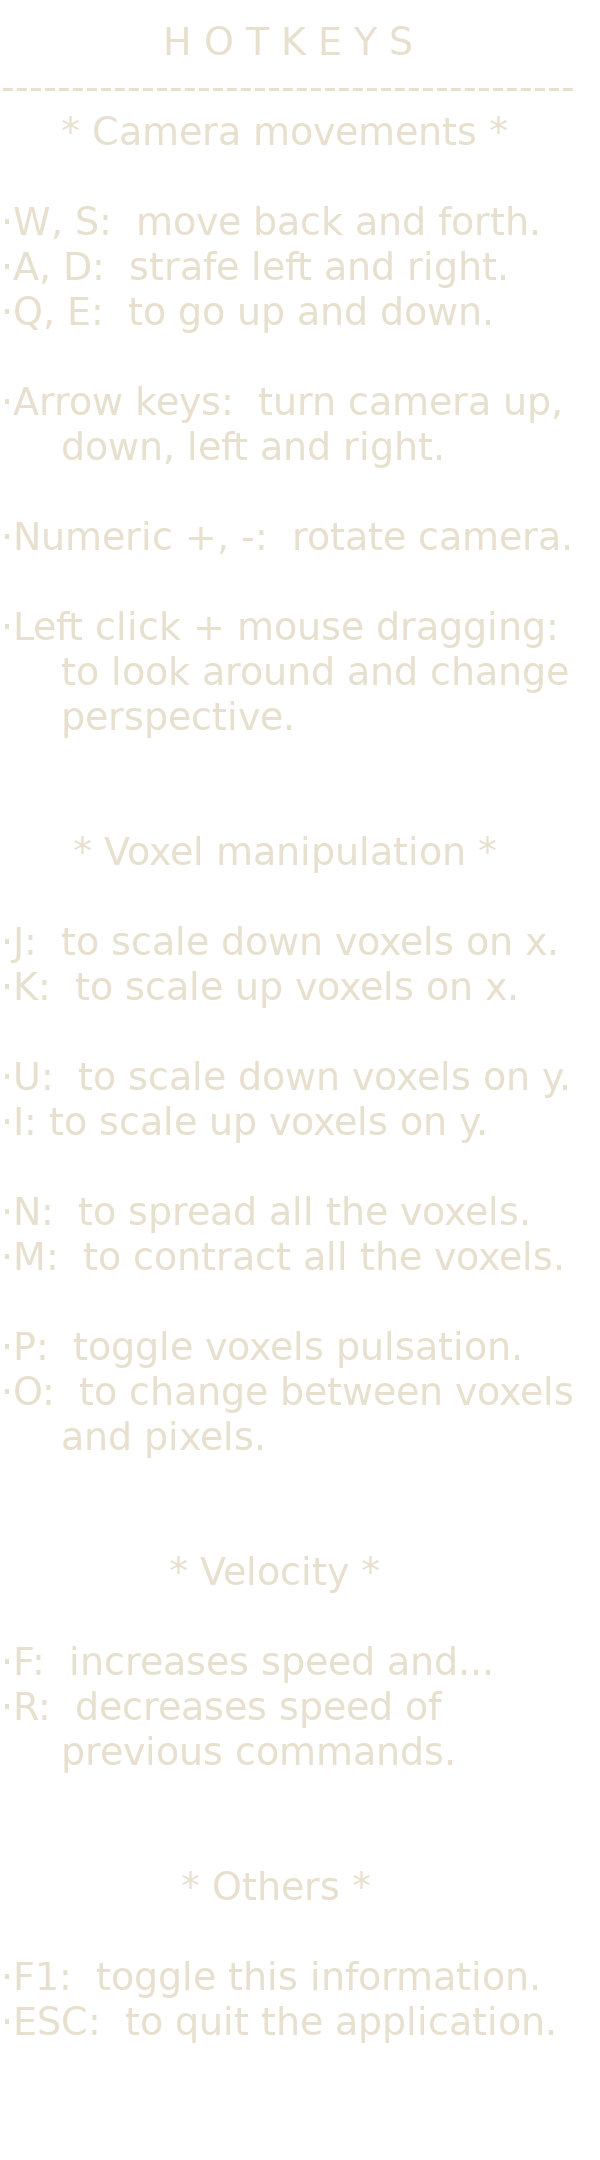 H O T K E Y S
-----------------------------------------
* Camera movements *
·W, S:  move back and forth.
·A, D:  strafe left and right.
·Q, E:  to go up and down.
·Arrow keys:  turn camera up,
down, left and right.
·Numeric +, -:  rotate camera.
·Left click + mouse dragging:
to look around and change
perspective.
* Voxel manipulation *
·J:  to scale down voxels on x.
·K:  to scale up voxels on x.
·U:  to scale down voxels on y.
·I: to scale up voxels on y.
·N:  to spread all the voxels.
·M:  to contract all the voxels.
·P:  toggle voxels pulsation.
·O:  to change between voxels
and pixels.
* Velocity *
·F:  increases speed and...
·R:  decreases speed of
previous commands.
* Others *
·F1:  toggle this information.
·ESC:  to quit the application.